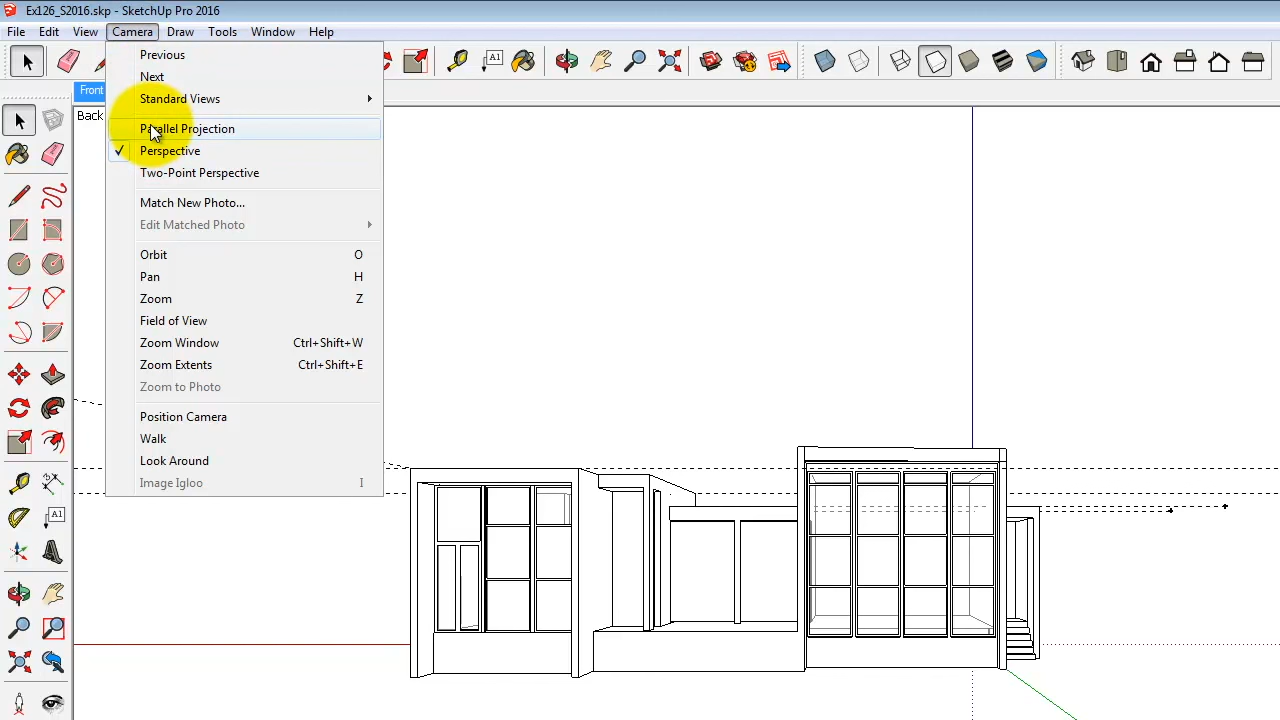 Ex126_S2016.skp - SketchUp Pro 2016
File Edit View Camera Draw Tools Window Help
A1
Front
Back
Previous
Next
Standard Views
Parallel Projection
Perspective
Two-Point Perspective
Match New Photo...
Edit Matched Photo
Orbit O
Pan H
Zoom Z
Field of View
Zoom Window Ctrl+Shift+W
Zoom Extents Ctrl+Shift+E
Zoom to Photo
Position Camera
Walk
Look Around
Image Igloo I
A1